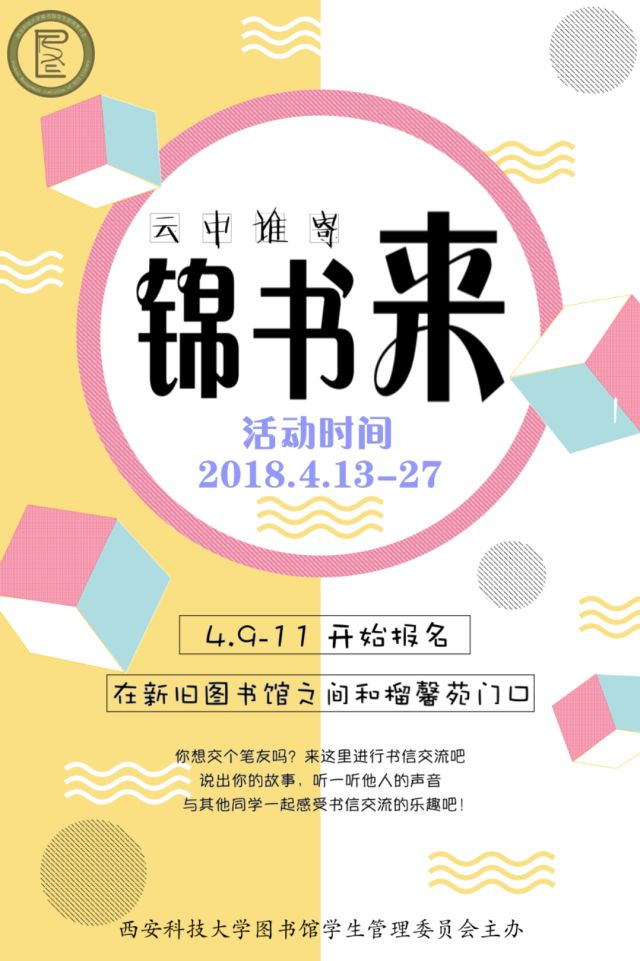 云中谁寄
锦书来
活动时间
2018.4.13-27
4.9-11 开始报名
在新旧图书馆之间和榴馨苑门口
你想交个笔友吗？来这里进行书信交流吧
说出你的故事，听一听他人的声音
与其他同学一起感受书信交流的乐趣吧！
西安科技大学图书馆学生管理委员会主办